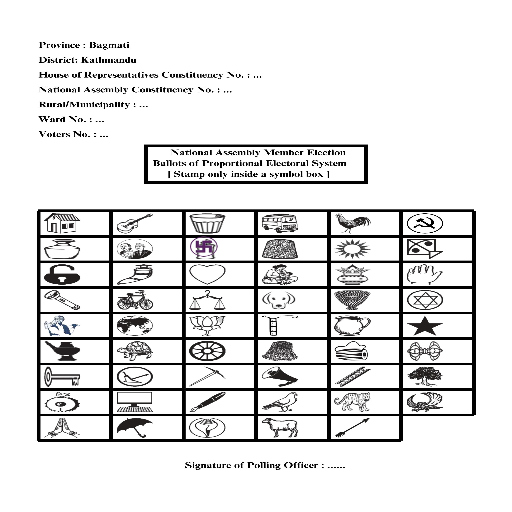 Province : Bagmati
District: Kathmandu
House of Representatives Constituency No. : ...
National Assembly Constituency No. : ...
Rural/Municipality : ...
Ward No. : ...
Voters No. : ...
National Assembly Member Election
Ballots of Proportional Electoral System
[ Stamp only inside a symbol box ]
Signature of Polling Officer : ......